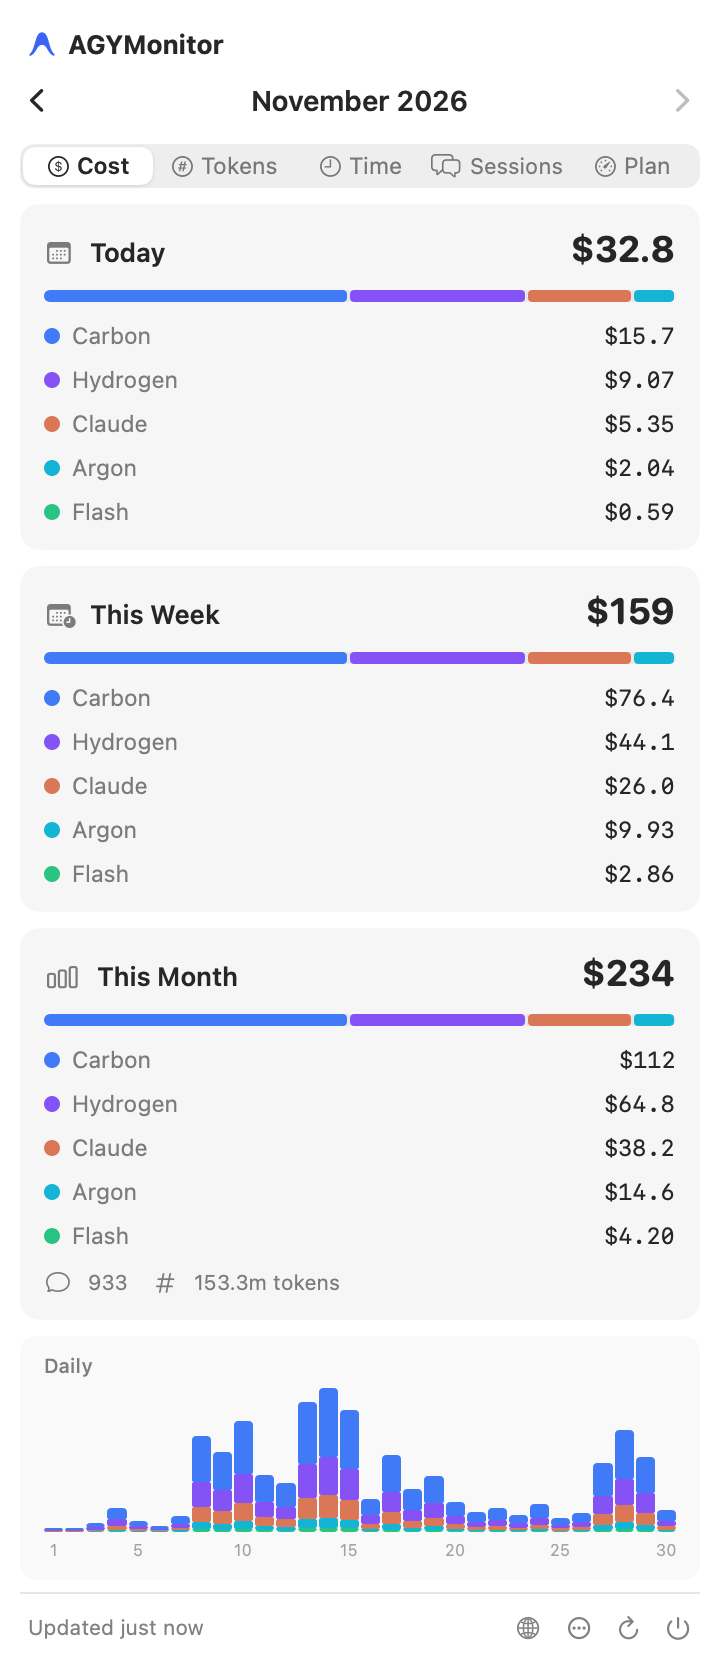 AGYMonitor
November 2026
Cost Tokens Time Sessions Plan
Today $32.8
Carbon $15.7
Hydrogen $9.07
Claude $5.35
Argon $2.04
Flash $0.59
This Week $159
Carbon $76.4
Hydrogen $44.1
Claude $26.0
Argon $9.93
Flash $2.86
This Month $234
Carbon $112
Hydrogen $64.8
Claude $38.2
Argon $14.6
Flash $4.20
933 # 153.3m tokens
Daily
1 5 10 15 20 25 30
Updated just now